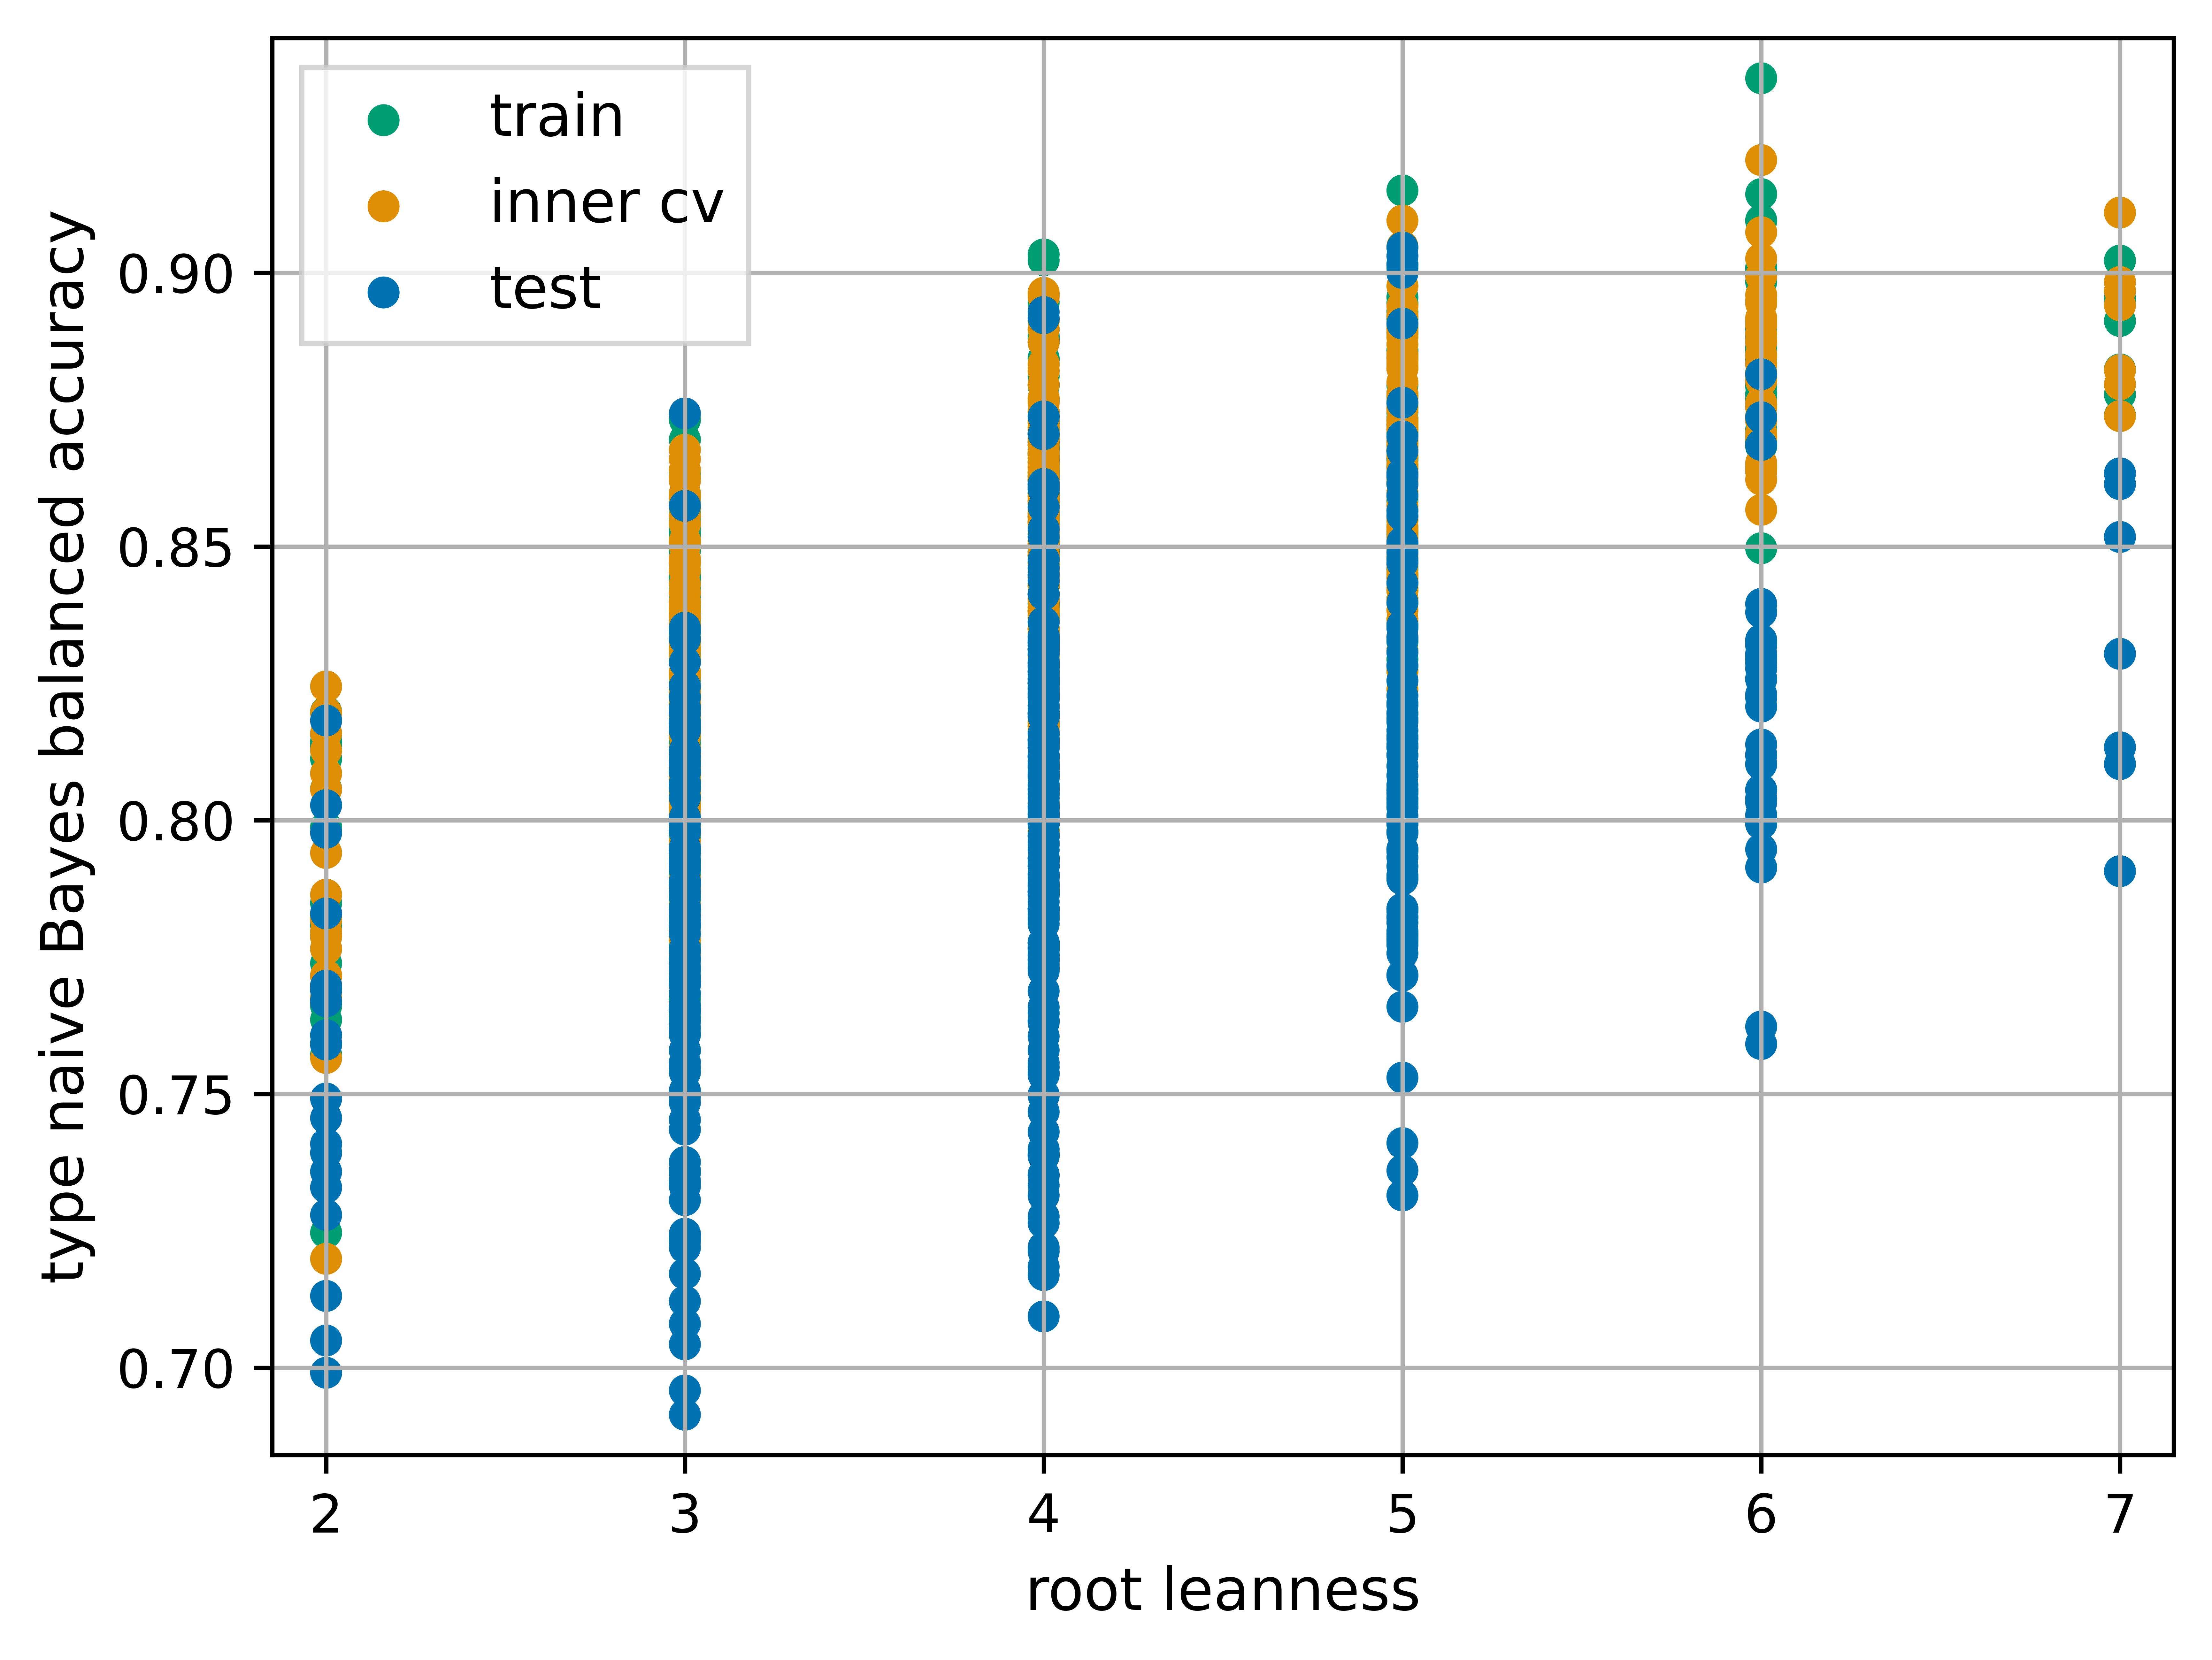 train
inner cv
test
type naive Bayes balanced accuracy
0.90
0.85
0.80
0.75
0.70
2 3 4 5 6 7
root leanness